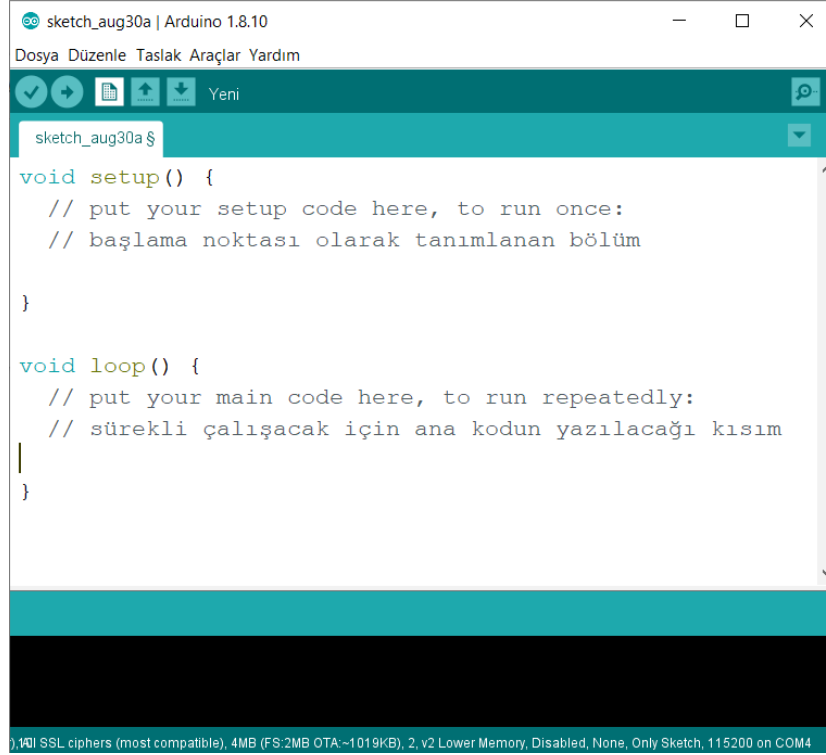 sketch_aug30a | Arduino 1.8.10
Dosya Düzenle Taslak Araçlar Yardım
Yeni
sketch_aug30a §
void setup() {
// put your setup code here, to run once:
// başlama noktası olarak tanımlanan bölüm
}
void loop() {
// put your main code here, to run repeatedly:
// sürekli çalışacak için ana kodun yazılacağı kısım
}
SSL ciphers (most compatible), 4MB (FS:2MB OTA:~1019KB), 2, v2 Lower Memory, Disabled, None, Only Sketch, 115200 on COM4